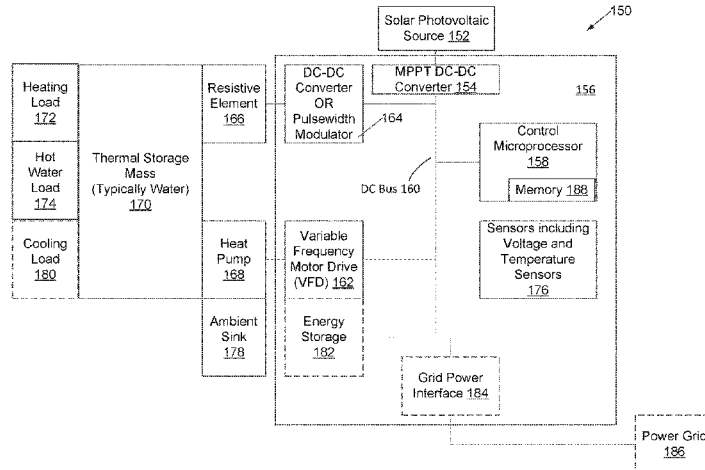 150
Solar Photovoltaic
Source 152
MPPT DC-DC
Converter 154
156
Heating
Load
172
Hot
Water
Load
174
Cooling
Load
180
Thermal Storage
Mass
(Typically Water)
170
Resistive
Element
166
DC-DC
Converter
OR
Pulsewidth
Modulator
164
Control
Microprocessor
158
Memory 188
DC Bus 160
Heat
Pump
168
Variable
Frequency
Motor Drive
(VFD) 162
Sensors including
Voltage and
Temperature
Sensors
176
Ambient
Sink
178
Energy
Storage
182
Grid Power
Interface 184
Power Grid
186